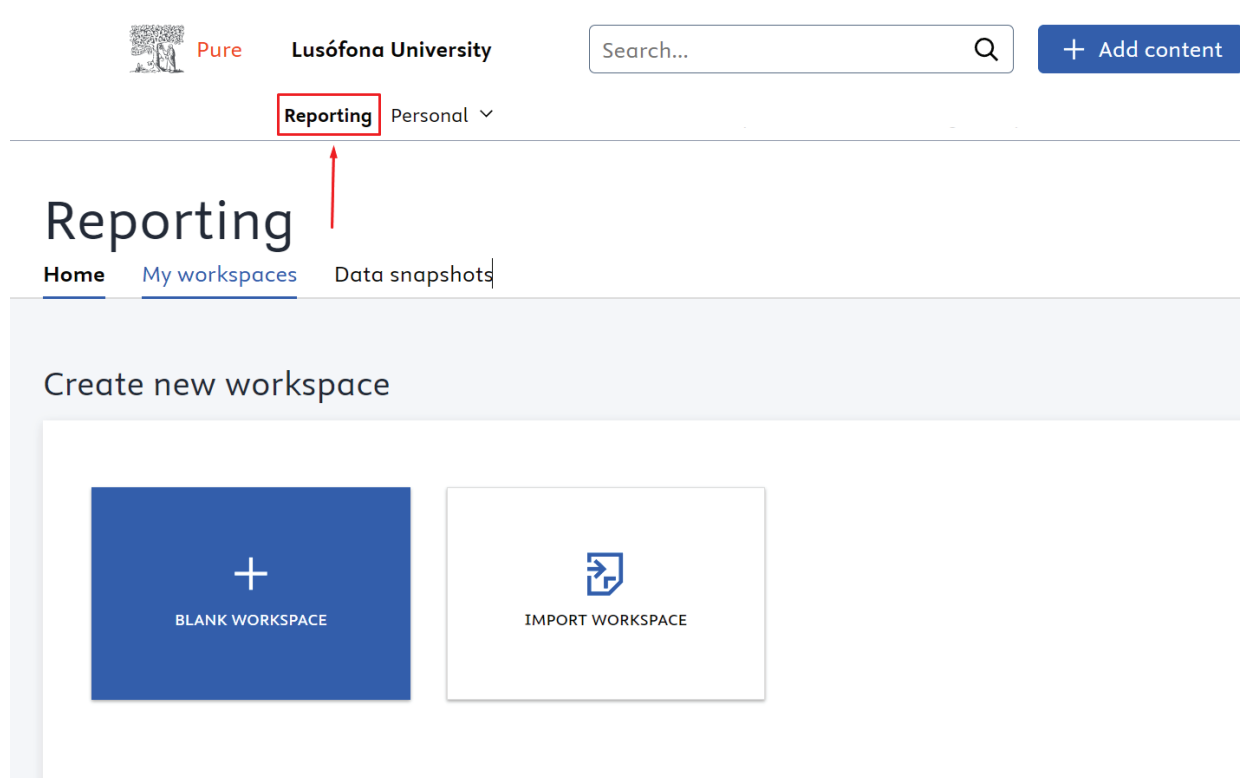 Pure Lusófona University Search... + Add content
Reporting Personal
Reporting
Home My workspaces Data snapshots
Create new workspace
BLANK WORKSPACE IMPORT WORKSPACE